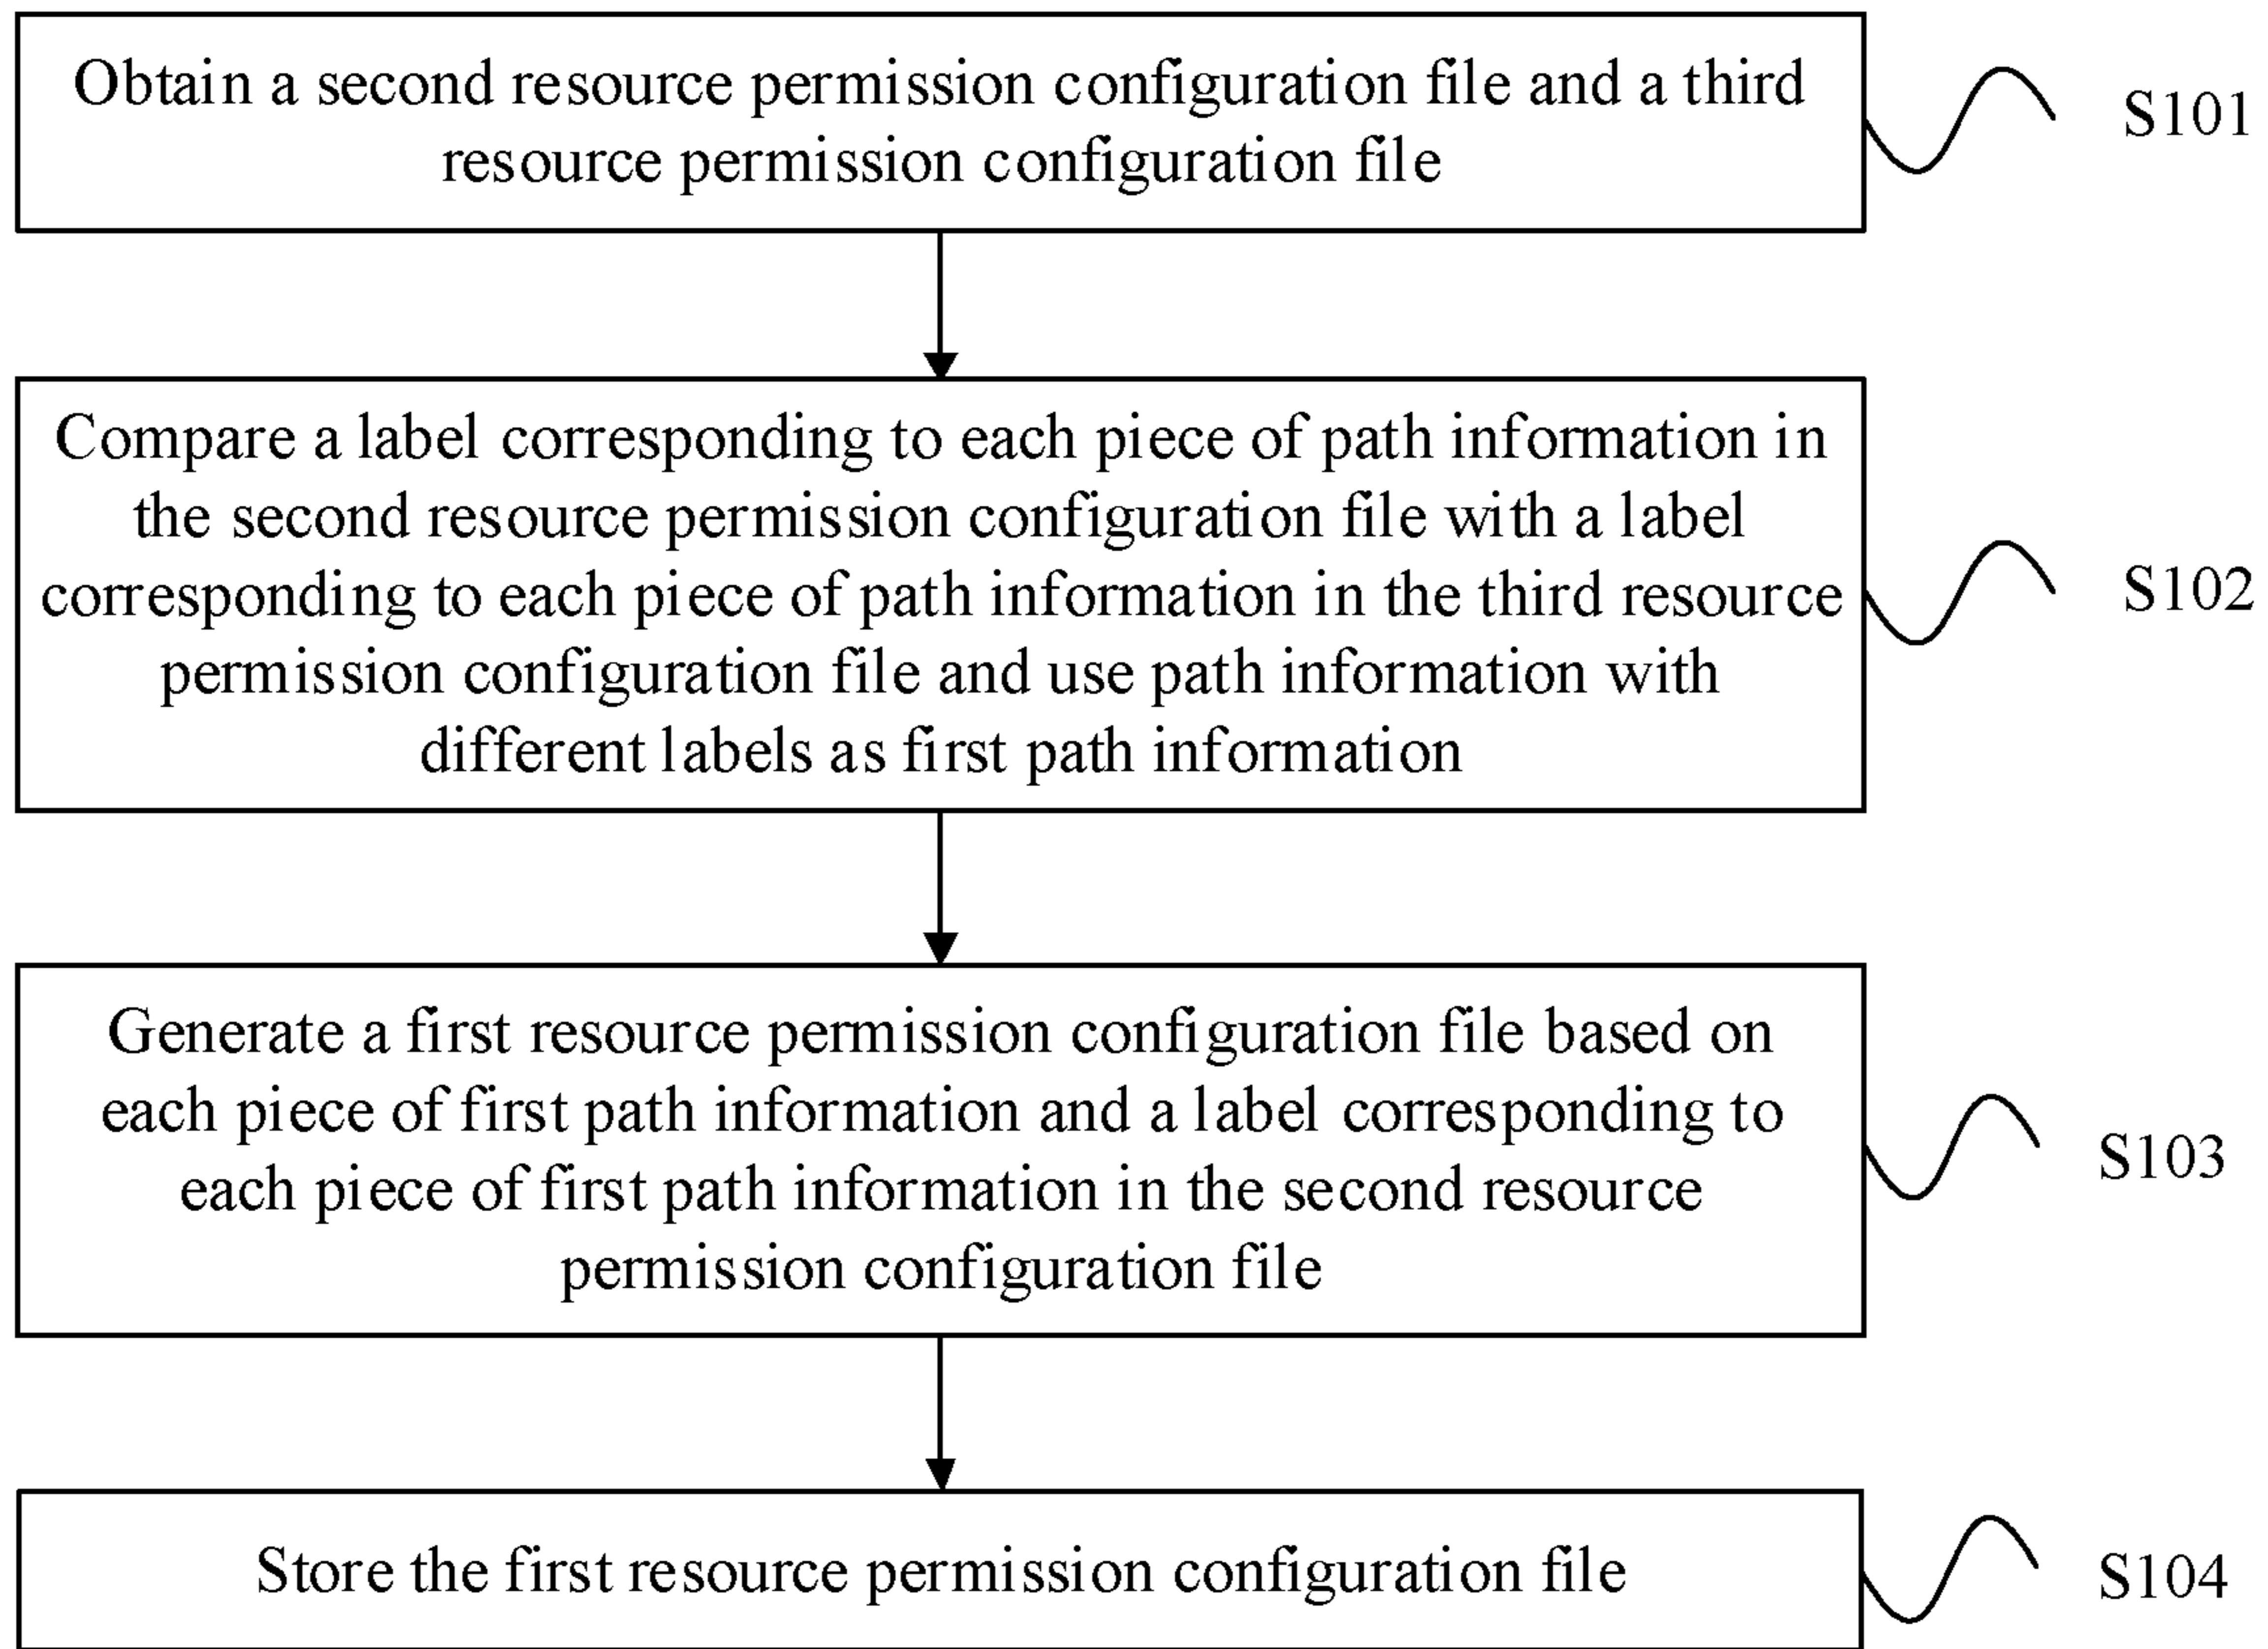 Obtain a second resource permission configuration file and a third
resource permission configuration file
S101
Compare a label corresponding to each piece of path information in
the second resource permission configuration file with a label
corresponding to each piece of path information in the third resource
permission configuration file and use path information with
different labels as first path information
S102
Generate a first resource permission configuration file based on
each piece of first path information and a label corresponding to
each piece of first path information in the second resource
permission configuration file
S103
Store the first resource permission configuration file
S104